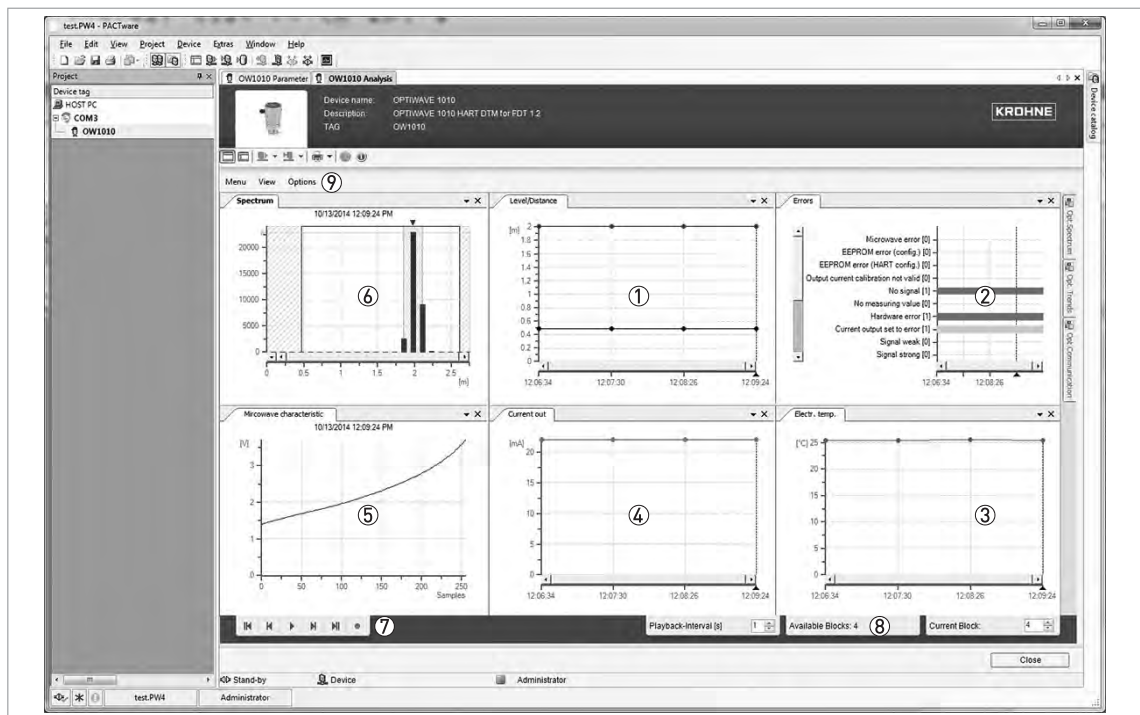 test.PW4 - PACTware
File Edit View Project Device Extras Window Help
Project
Device tag
HOST PC
COM3
OW1010
OW1010 Parameter OW1010 Analysis
Device name: OPTIWAVE 1010
Description: OPTIWAVE 1010 HART DTM for FDT 1.2
TAG OW1010
KROHNE
Device catalog
Menu View Options ⑨
Spectrum
10/13/2014 12:09:24 PM
20000
15000
10000
5000
0
0 0.5 1 1.5 2 2.5
[m]
⑥
Level/Distance
[m]
2
1.8
1.6
1.4
1.2
1
0.8
0.6
0.4
0.2
0
12:06:34 12:07:30 12:08:26 12:09:24
①
Errors
Microwave error [0]
EEPROM error (config.) [0]
EEPROM error (HART config.) [0]
Output current calibration not valid [0]
No signal [1]
No measuring value [0]
Hardware error [1]
Current output set to error [1]
Signal weak [0]
Signal strong [0]
12:06:34 12:08:26
②
Opt. Spectrum
Opt. Trends
Opt. Communication
Mircowave characteristic
10/13/2014 12:09:24 PM
[V]
3
2
1
0
0 50 100 150 200 250
Samples
⑤
Current out
[mA]
20
15
10
5
0
12:06:34 12:07:30 12:08:26 12:09:24
④
Electr. temp.
[°C] 25
20
15
10
5
0
12:06:34 12:07:30 12:08:26 12:09:24
③
⑦
Playback-Interval [s] 1
Available Blocks: 4 ⑧
Current Block: 4
Close
Stand-by Device Administrator
test.PW4 Administrator